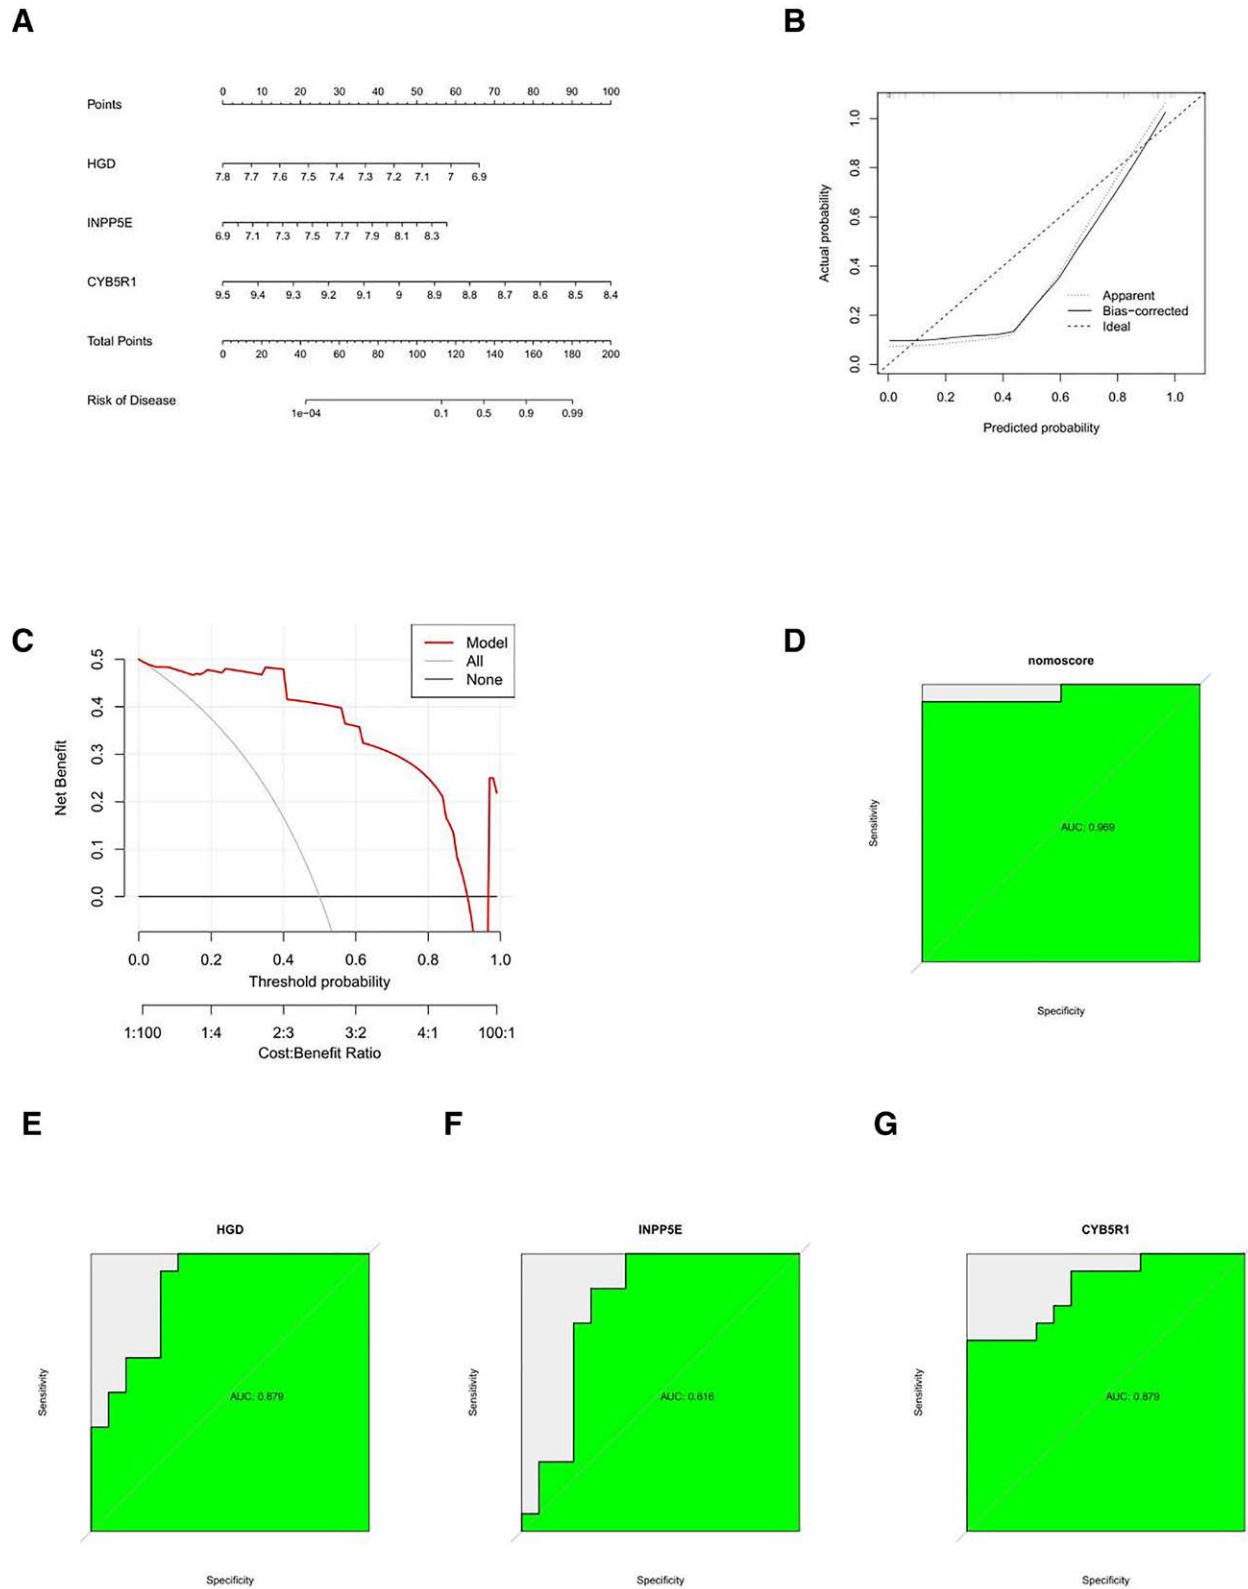 A
Points
0 10 20 30 40 50 60 70 80 90 100
HGD
7.8 7.7 7.6 7.5 7.4 7.3 7.2 7.1 7 6.9
INPP5E
6.9 7.1 7.3 7.5 7.7 7.9 8.1 8.3
CYB5R1
9.5 9.4 9.3 9.2 9.1 9 8.9 8.8 8.7 8.6 8.5 8.4
Total Points
0 20 40 60 80 100 120 140 160 180 200
Risk of Disease
1e−04 0.1 0.5 0.9 0.99
B
Actual probability
0.0 0.2 0.4 0.6 0.8 1.0
Apparent
Bias−corrected
Ideal
0.0 0.2 0.4 0.6 0.8 1.0
Predicted probability
C
Model
All
None
Net Benefit
0.0 0.1 0.2 0.3 0.4 0.5
0.0 0.2 0.4 0.6 0.8 1.0
Threshold probability
1:100 1:4 2:3 3:2 4:1 100:1
Cost:Benefit Ratio
D
nomoscore
Sensitivity
AUC: 0.969
Specificity
E
HGD
Sensitivity
AUC: 0.879
Specificity
F
INPP5E
Sensitivity
AUC: 0.816
Specificity
G
CYB5R1
Sensitivity
AUC: 0.879
Specificity